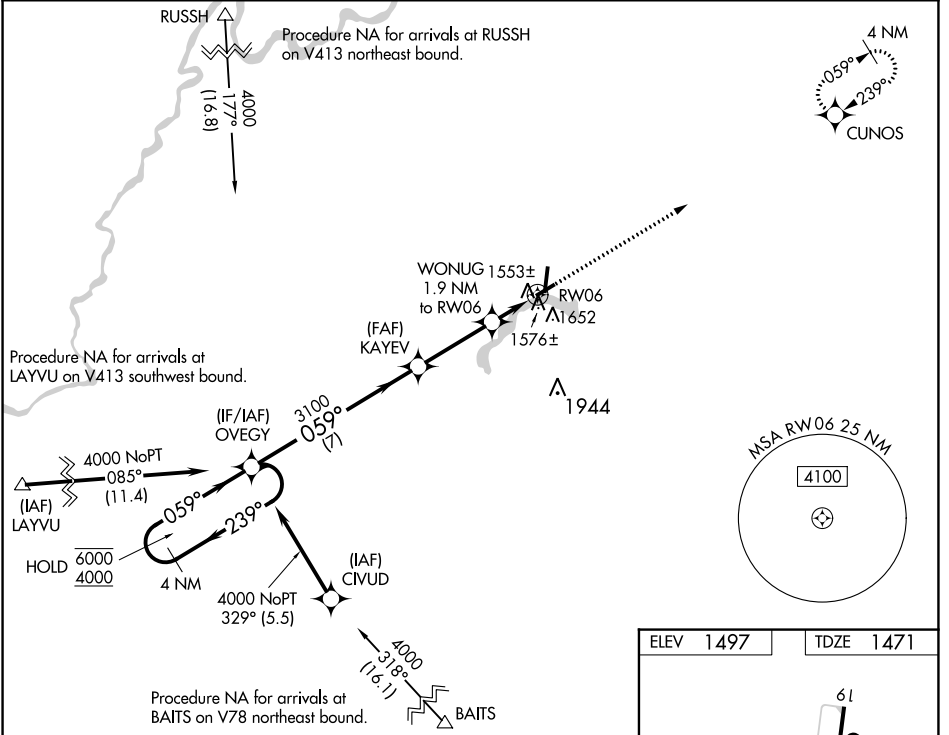 RUSSH
Procedure NA for arrivals at RUSSH
on V413 northeast bound.
4000
177°
(16.8)
4 NM
059°
239°
CUNOS
WONUG
1.9 NM
to RW06
1553±
RW06
1652
1576±
(FAF)
KAYEV
1944
Procedure NA for arrivals at
LAYVU on V413 southwest bound.
(IF/IAF)
OVEGY
3100
059°
(7)
4000 NoPT
085°
(11.4)
(IAF)
LAYVU
059°
239°
HOLD
6000
4000
4 NM
(IAF)
CIVUD
4000 NoPT
329° (5.5)
4000
318°
(16.1)
BAITS
Procedure NA for arrivals at
BAITS on V78 northeast bound.
MSA RW06 25 NM
4100
ELEV 1497
TDZE 1471
19